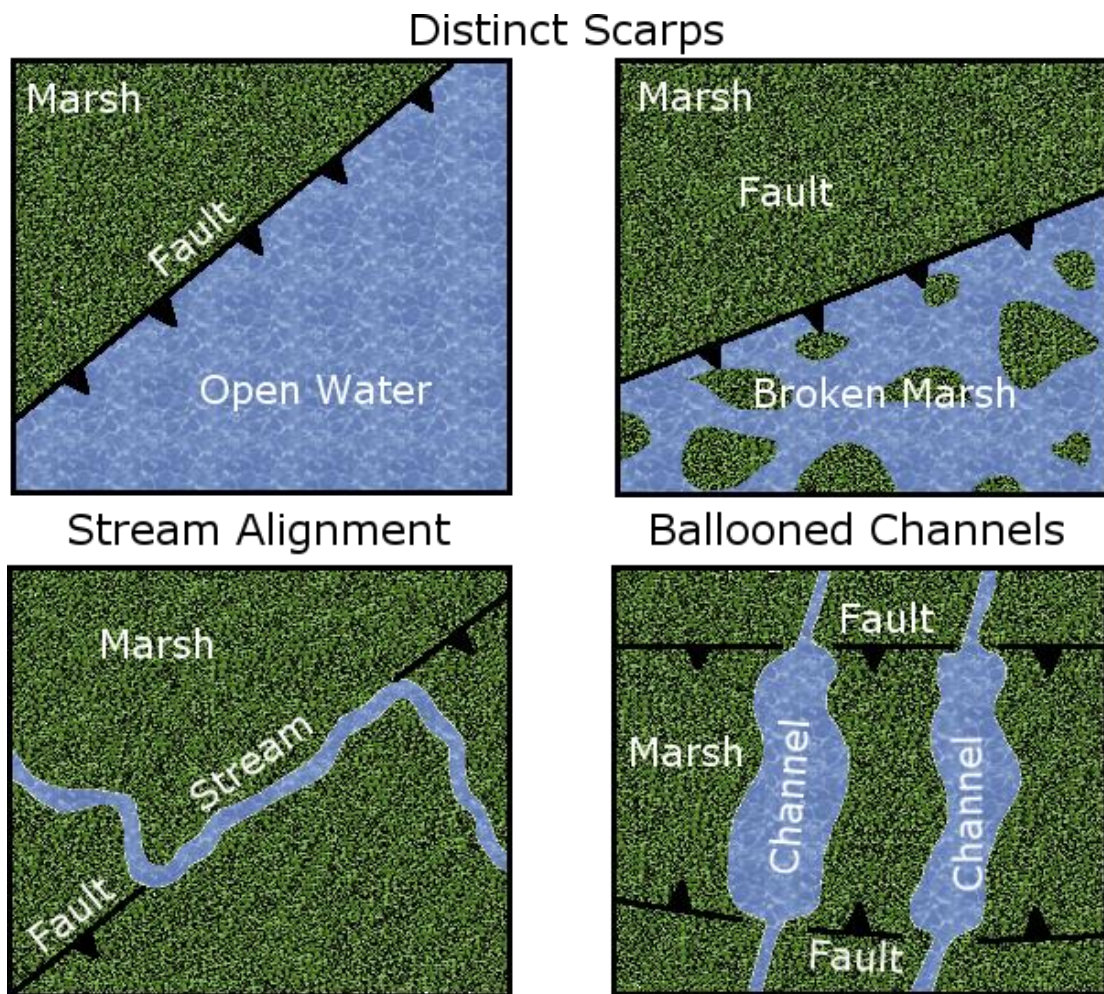 Distinct Scarps
Marsh
Fault
Open Water
Marsh
Fault
Broken Marsh
Stream Alignment
Marsh
Stream
Fault
Ballooned Channels
Fault
Marsh
Channel
Channel
Fault